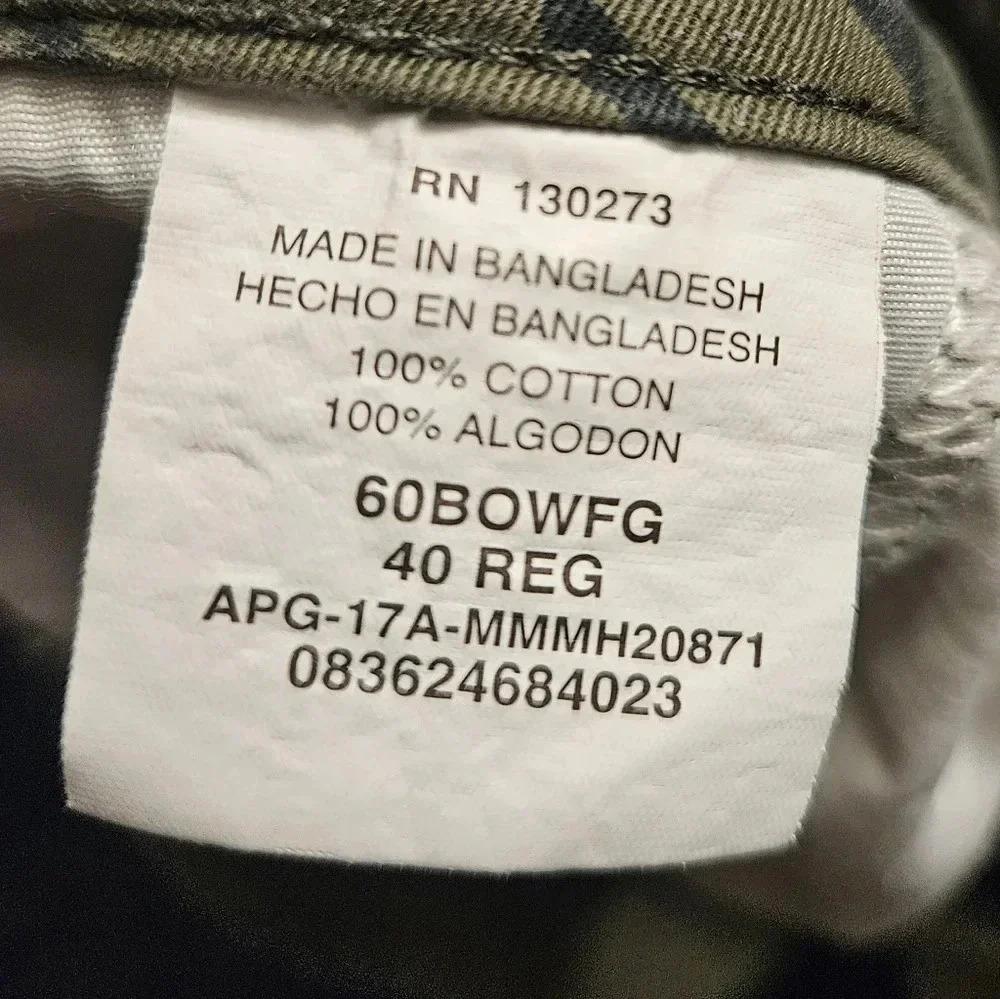 RN 130273
MADE IN BANGLADESH
HECHO EN BANGLADESH
100% COTTON
100% ALGODON
60BOWFG
40 REG
APG-17A-MMMH20871
083624684023